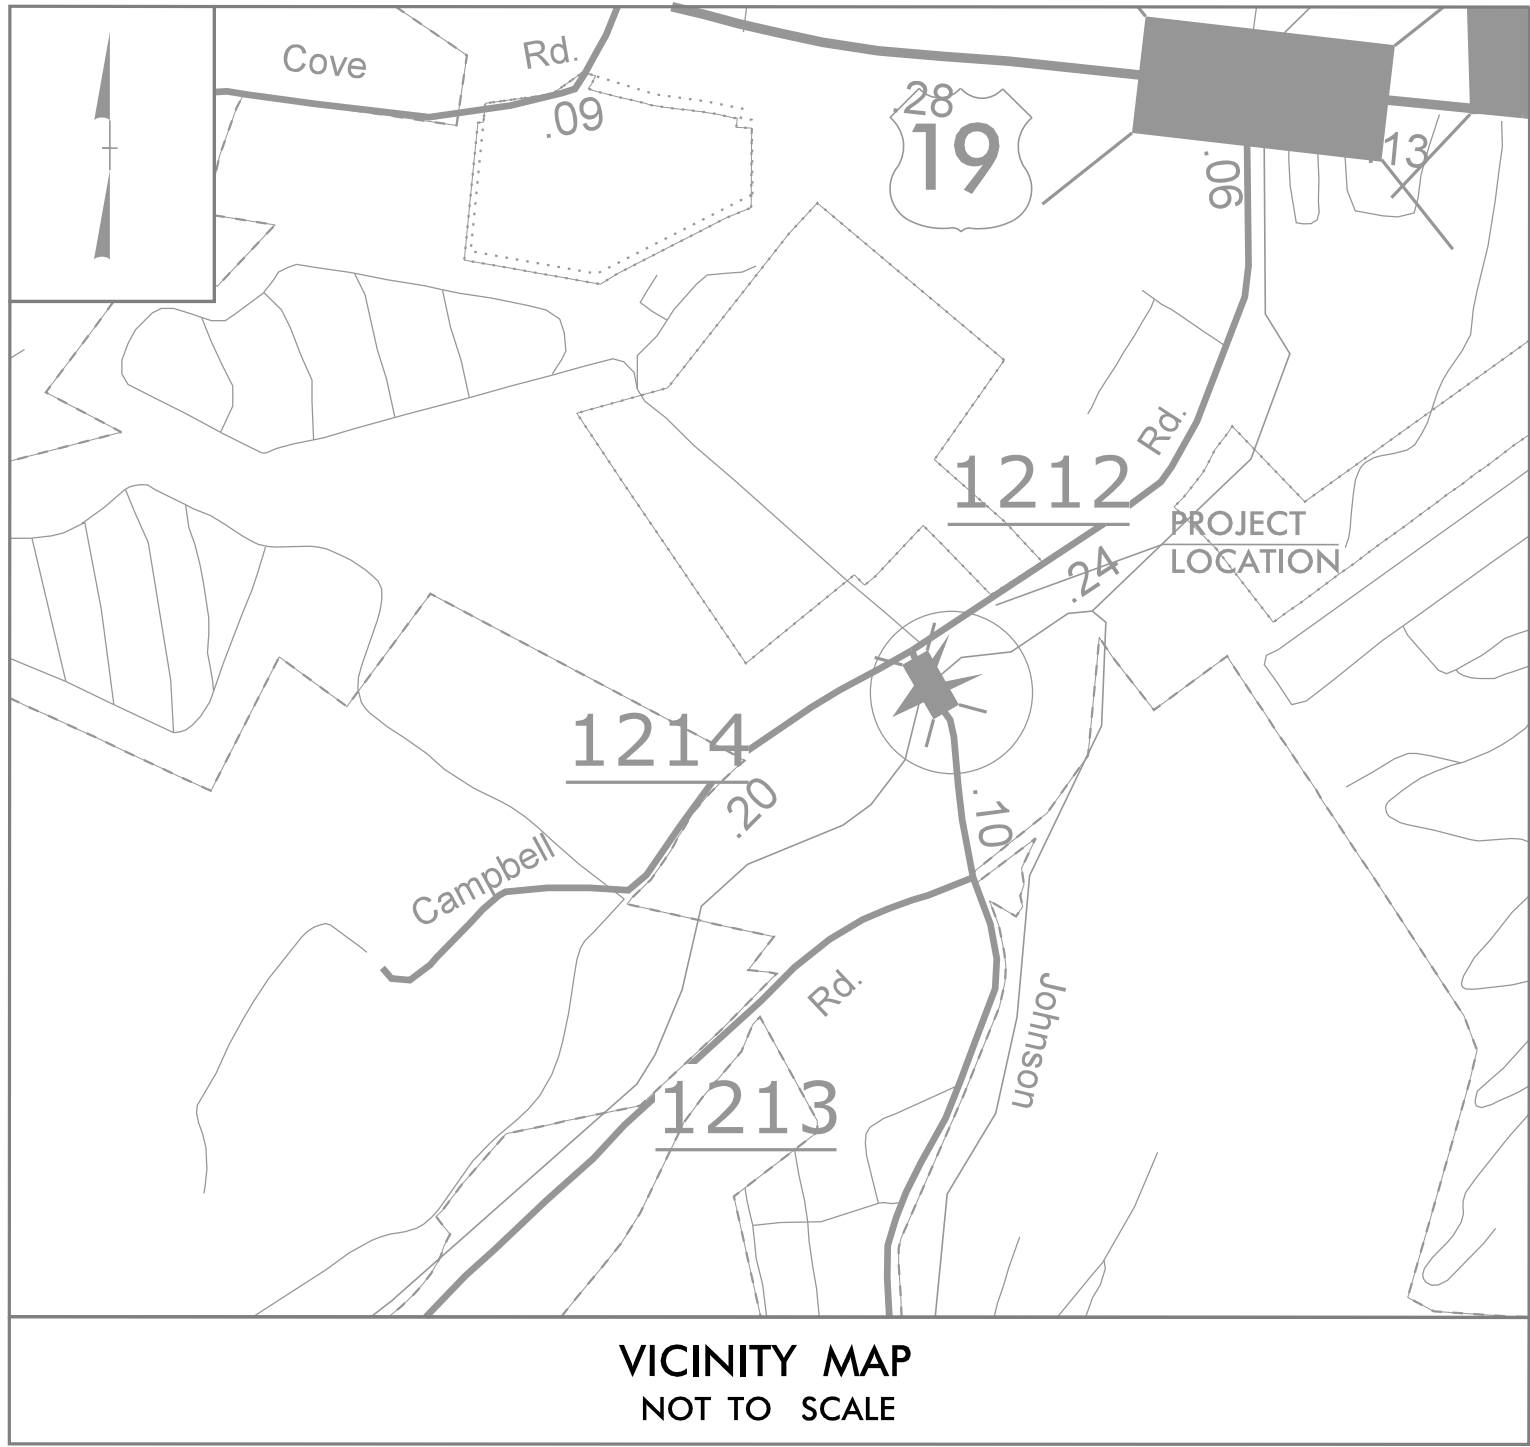 Cove Rd.
.09
.28
19
.06
.13
Rd.
1212
PROJECT
LOCATION
.24
1214
.20
.10
Campbell
Rd.
Johnson
1213
VICINITY MAP
NOT TO SCALE